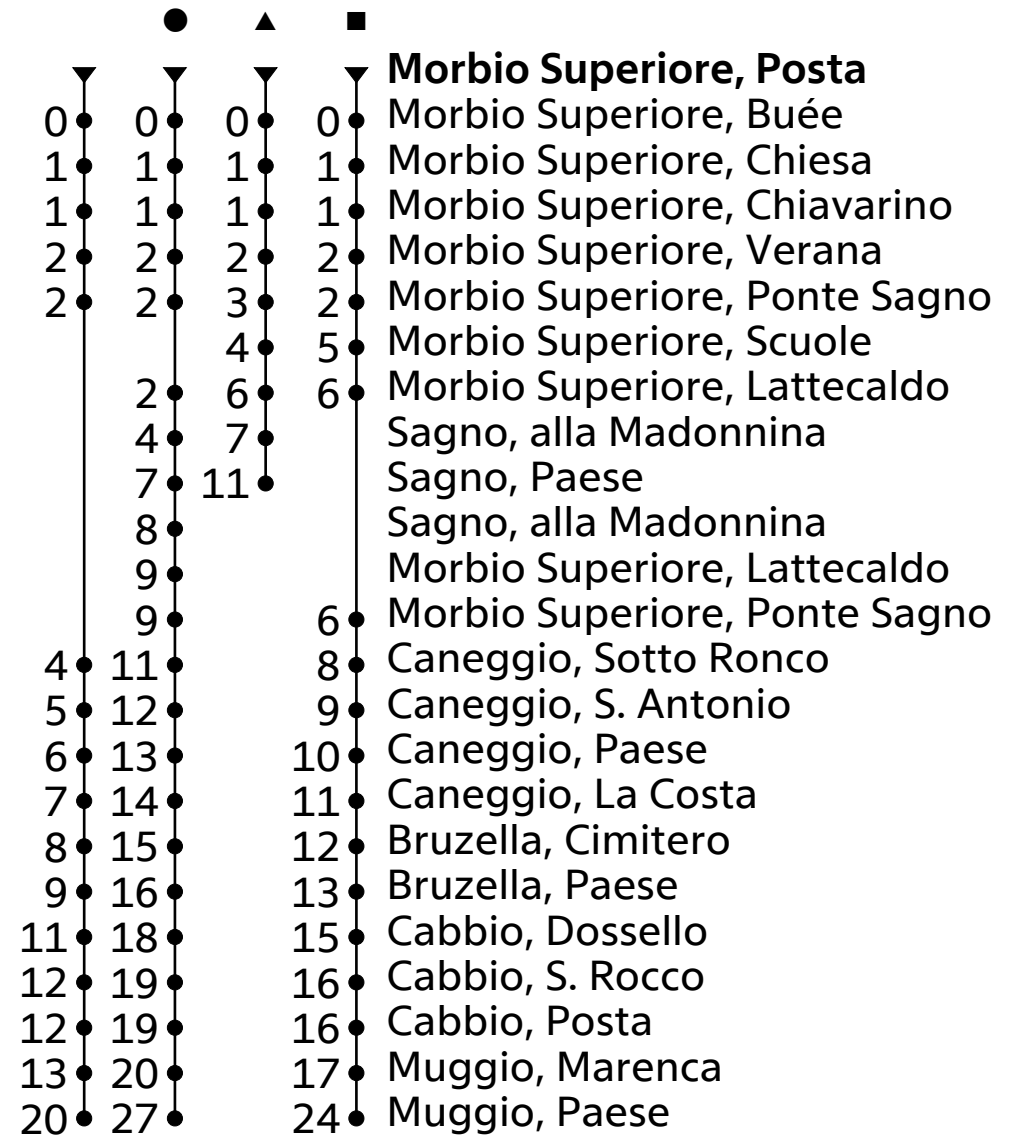 ● ▲ ■
Morbio Superiore, Posta
0 0 0 0 Morbio Superiore, Buée
1 1 1 1 Morbio Superiore, Chiesa
1 1 1 1 Morbio Superiore, Chiavarino
2 2 2 2 Morbio Superiore, Verana
2 2 3 2 Morbio Superiore, Ponte Sagno
4 5 Morbio Superiore, Scuole
2 6 6 Morbio Superiore, Lattecaldo
4 7 Sagno, alla Madonnina
7 11 Sagno, Paese
8 Sagno, alla Madonnina
9 Morbio Superiore, Lattecaldo
9 6 Morbio Superiore, Ponte Sagno
4 11 8 Caneggio, Sotto Ronco
5 12 9 Caneggio, S. Antonio
6 13 10 Caneggio, Paese
7 14 11 Caneggio, La Costa
8 15 12 Bruzella, Cimitero
9 16 13 Bruzella, Paese
11 18 15 Cabbio, Dossello
12 19 16 Cabbio, S. Rocco
12 19 16 Cabbio, Posta
13 20 17 Muggio, Marenca
20 27 24 Muggio, Paese